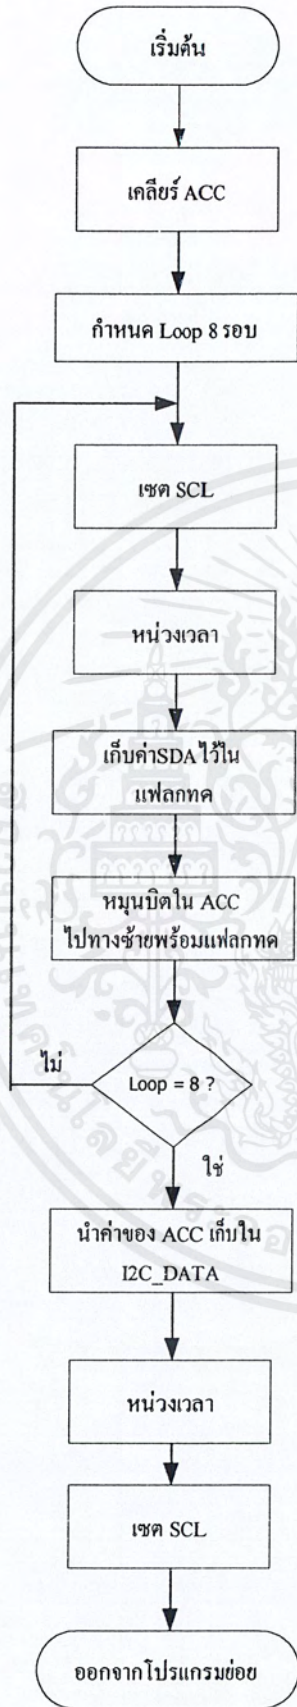 เริ่มต้น
เคลียร์ ACC
กำหนด Loop 8 รอบ
เซต SCL
หน่วงเวลา
เก็บค่าSDA ไว้ใน
แฟลกทด
หมุนบิตใน ACC
ไปทางซ้ายพร้อมแฟลกทด
Loop = 8 ?
ไม่
ใช่
นำค่าของ ACC เก็บใน
I2C_DATA
หน่วงเวลา
เซต SCL
ออกจากโปรแกรมย่อย